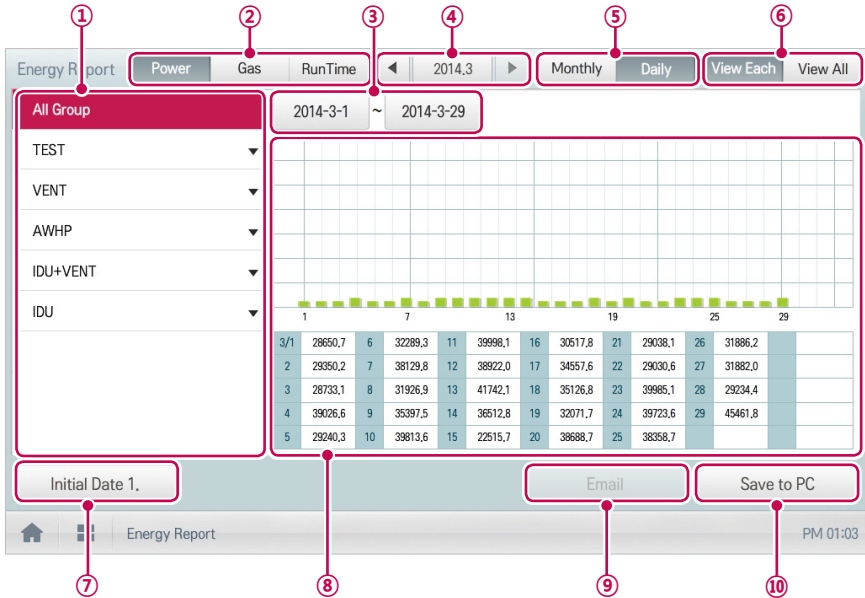 ① ② ③ ④ ⑤ ⑥
Energy R port Power Gas RunTime ◀ 2014.3 ▶ Monthly Daily View Each View All
All Group
2014-3-1 ~ 2014-3-29
TEST
VENT
AWHP
IDU+VENT
IDU
1 7 13 19 25 29
3/1 28650,7 6 32289,3 11 39998,1 16 30517,8 21 29038,1 26 31886,2
2 29350,2 7 38129,8 12 38922,0 17 34557,6 22 29030,6 27 31882,0
3 28733,1 8 31926,9 13 41742,1 18 35126,8 23 39985,1 28 29234,4
4 39026,6 9 35397,5 14 36512,8 19 32071,7 24 39723,6 29 45461,8
5 29240,3 10 39813,6 15 22515,7 20 38688,7 25 38358,7
Initial Date 1.
Email
Save to PC
Energy Report
PM 01:03
⑦ ⑧ ⑨ ⑩